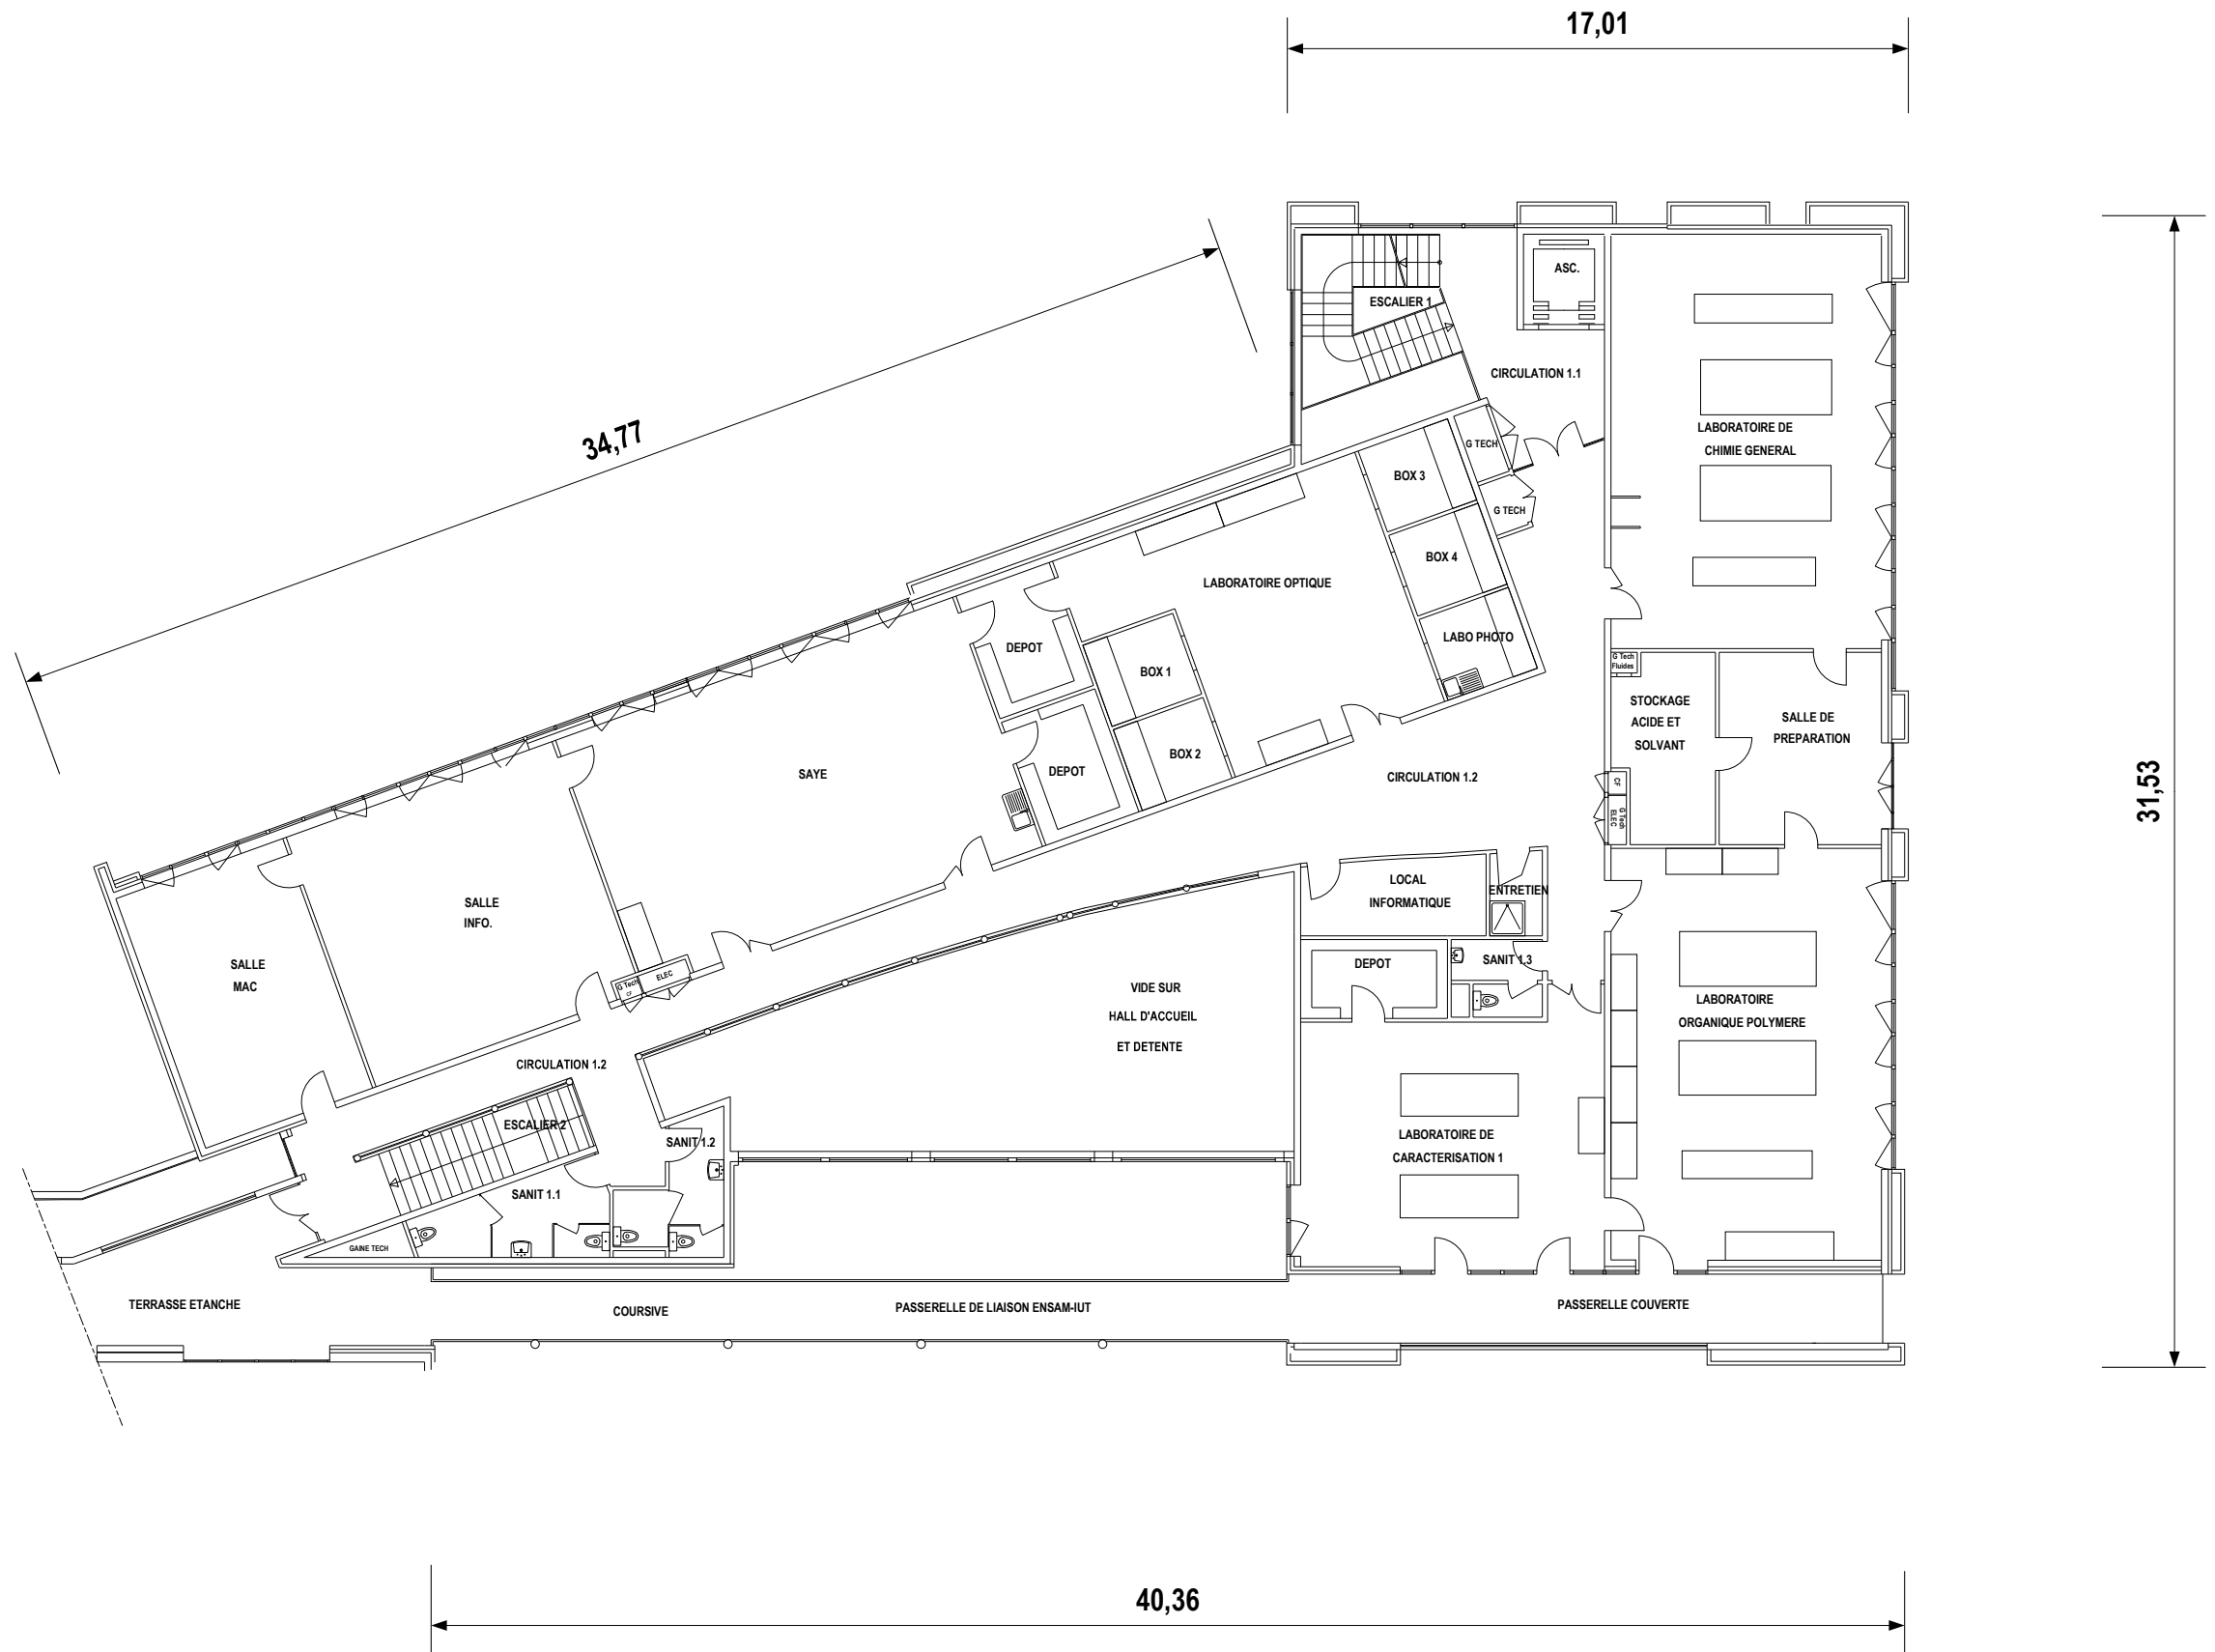 17,01
34,77
ASC.
ESCALIER 1
CIRCULATION 1.1
LABORATOIRE DE
CHIMIE GENERAL
G TECH
BOX 3
G TECH
BOX 4
LABORATOIRE OPTIQUE
LABO PHOTO
DEPOT
BOX 1
G Tech
Fluides
STOCKAGE
ACIDE ET
SOLVANT
SALLE DE
PREPARATION
BOX 2
DEPOT
SAYE
CIRCULATION 1.2
CF
G Tech
ELEC
31,53
LOCAL
INFORMATIQUE
ENTRETIEN
SALLE
INFO.
SALLE
MAC
G Tech
CF
ELEC
DEPOT
SANIT 1.3
VIDE SUR
HALL D'ACCUEIL
ET DETENTE
LABORATOIRE
ORGANIQUE POLYMERE
CIRCULATION 1.2
ESCALIER 2
SANIT 1.2
LABORATOIRE DE
CARACTERISATION 1
SANIT 1.1
GAINE TECH
TERRASSE ETANCHE
COURSIVE
PASSERELLE DE LIAISON ENSAM-IUT
PASSERELLE COUVERTE
40,36